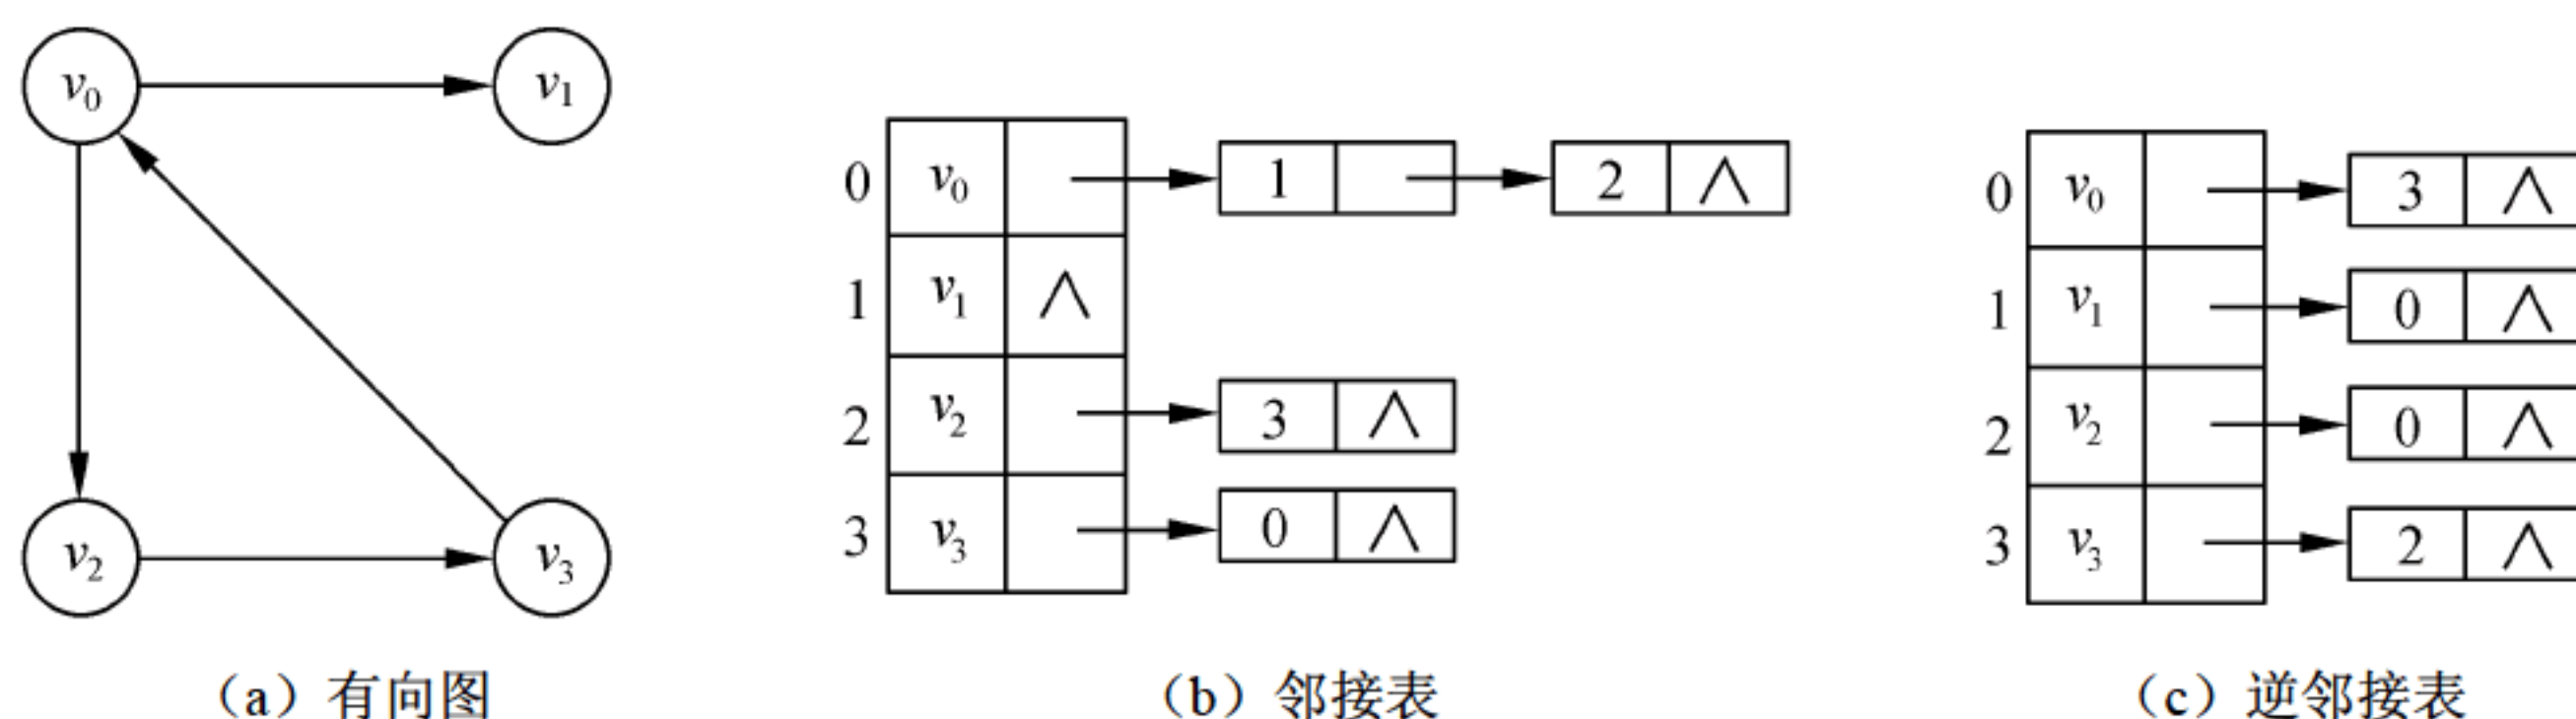 v₀ v₁
v₂ v₃
（a）有向图
0 v₀ 1 2 ∧
1 v₁ ∧
2 v₂ 3 ∧
3 v₃ 0 ∧
（b）邻接表
0 v₀ 3 ∧
1 v₁ 0 ∧
2 v₂ 0 ∧
3 v₃ 2 ∧
（c）逆邻接表